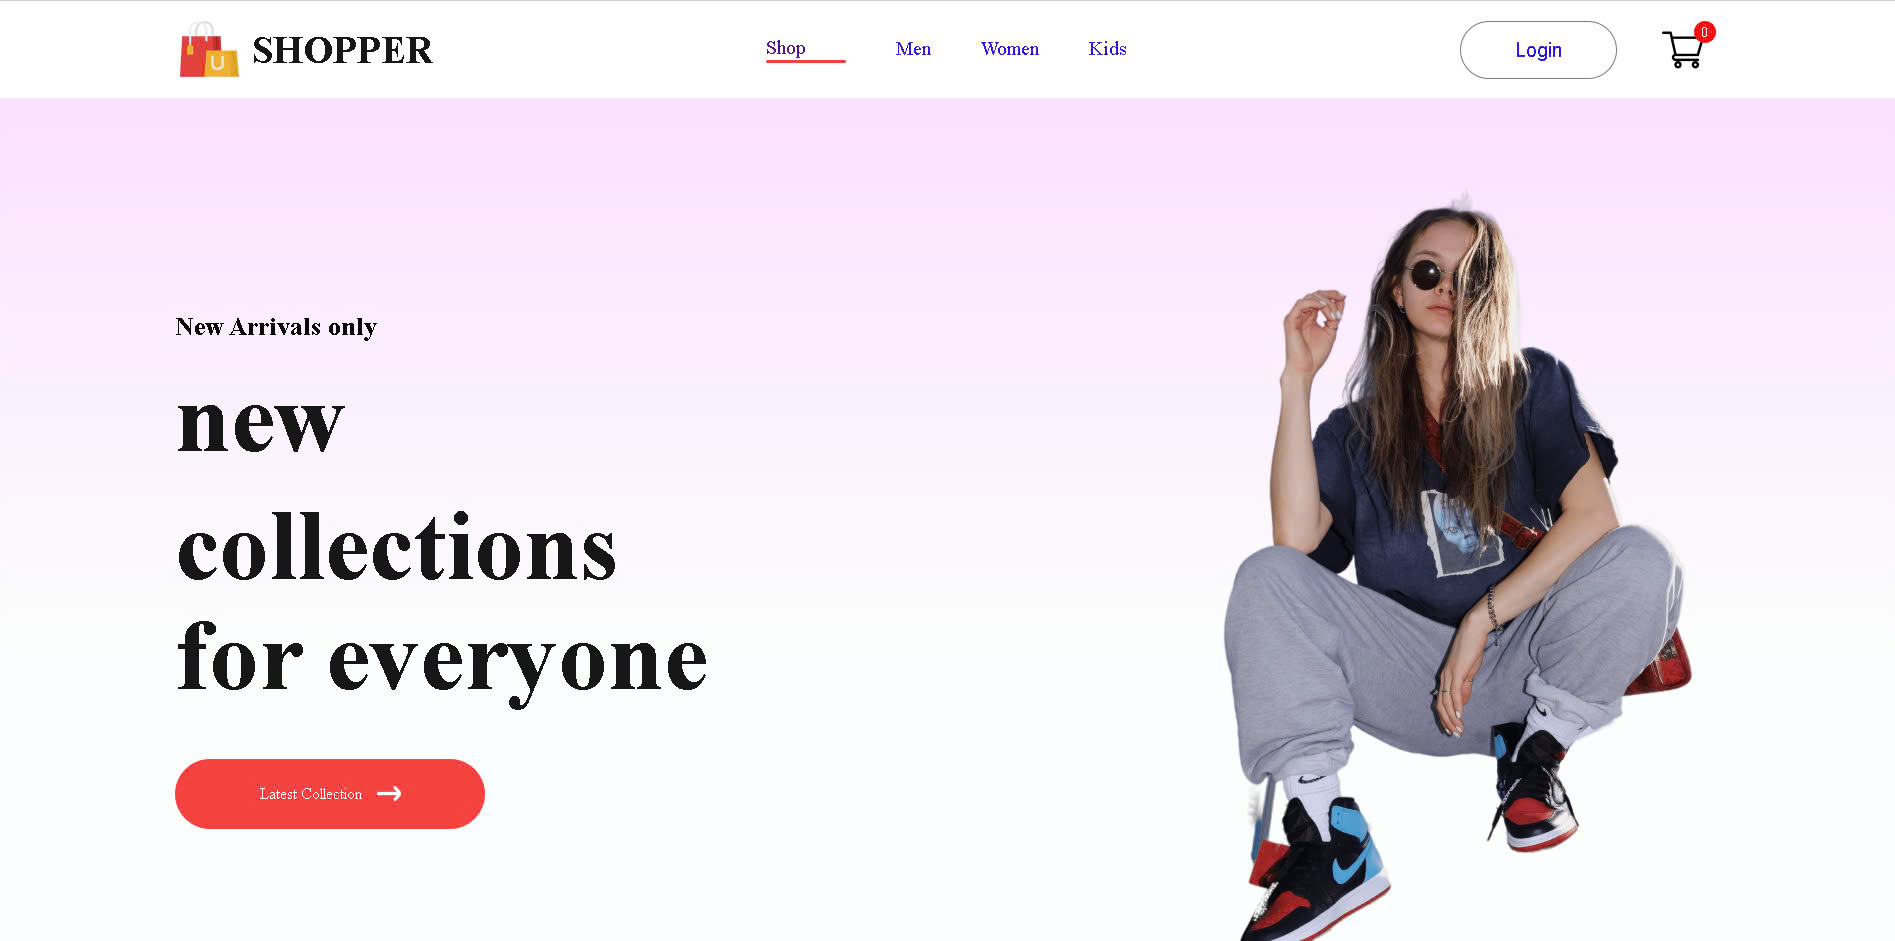 U
SHOPPER
Shop
Men
Women
Kids
Login
0
New Arrivals only
new
collections
for everyone
Latest Collection